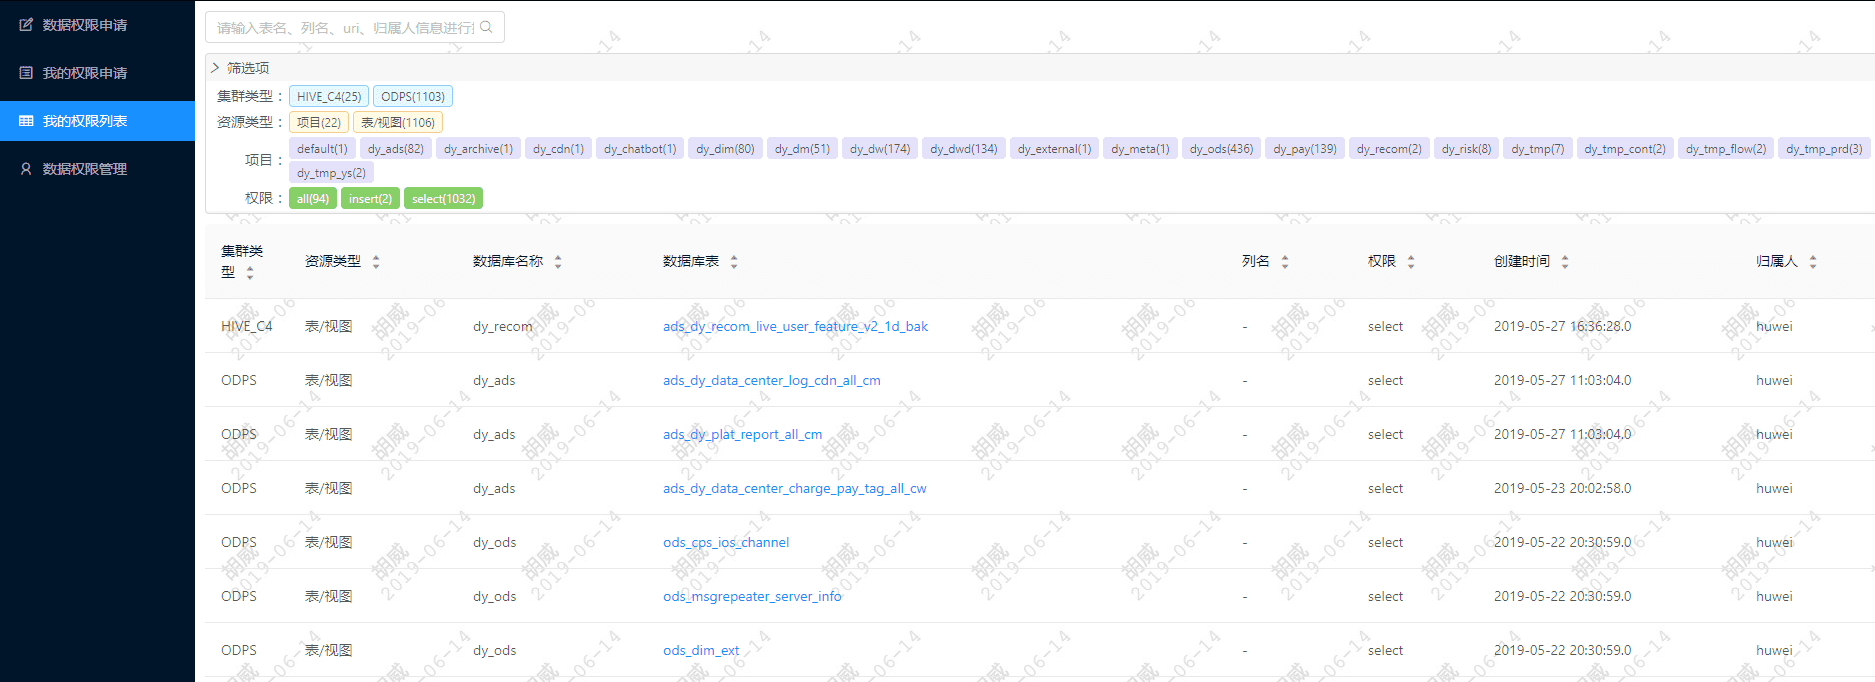 数据权限申请
我的权限申请
我的权限列表
数据权限管理
请输入表名、列名、uri、归属人信息进行
筛选项
集群类型： HIVE_C4(25) ODPS(1103)
资源类型： 项目(22) 表/视图(1106)
项目： default(1) dy_ads(82) dy_archive(1) dy_cdn(1) dy_chatbot(1) dy_dim(80) dy_dm(51) dy_dw(174) dy_dwd(134) dy_external(1) dy_meta(1) dy_ods(436) dy_pay(139) dy_recom(2) dy_risk(8) dy_tmp(7) dy_tmp_cont(2) dy_tmp_flow(2) dy_tmp_prd(3)
dy_tmp_ys(2)
权限： all(94) insert(2) select(1032)
集群类型 资源类型 数据库名称 数据库表 列名 权限 创建时间 归属人
HIVE_C4 表/视图 dy_recom ads_dy_recom_live_user_feature_v2_1d_bak - select 2019-05-27 16:36:28.0 huwei
ODPS 表/视图 dy_ads ads_dy_data_center_log_cdn_all_cm - select 2019-05-27 11:03:04.0 huwei
ODPS 表/视图 dy_ads ads_dy_plat_report_all_cm - select 2019-05-27 11:03:04.0 huwei
ODPS 表/视图 dy_ads ads_dy_data_center_charge_pay_tag_all_cw - select 2019-05-23 20:02:58.0 huwei
ODPS 表/视图 dy_ods ods_cps_ios_channel - select 2019-05-22 20:30:59.0 huwei
ODPS 表/视图 dy_ods ods_msgrepeater_server_info - select 2019-05-22 20:30:59.0 huwei
ODPS 表/视图 dy_ods ods_dim_ext - select 2019-05-22 20:30:59.0 huwei
胡威
2019-06-14